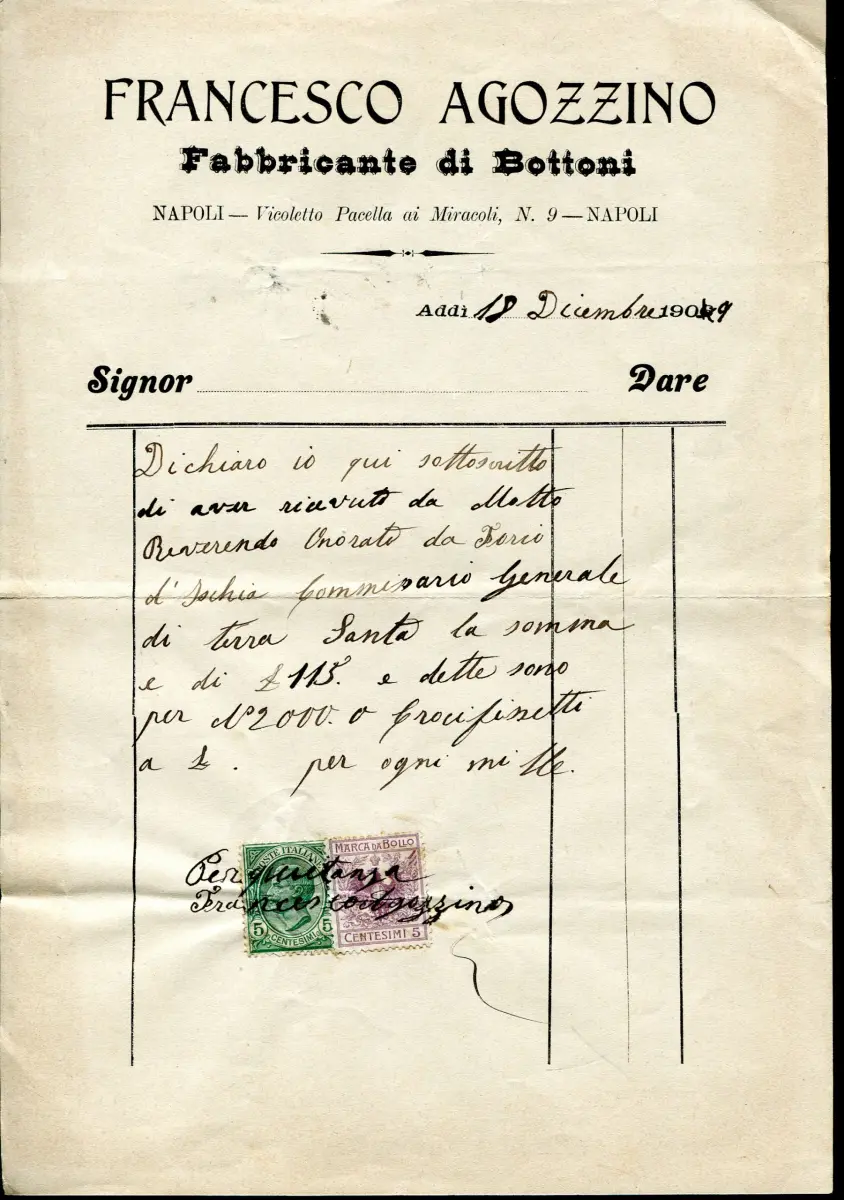 FRANCESCO AGOZZINO
Fabbricante di Bottoni
NAPOLI — Vicoletto Pacella ai Miracoli, N. 9 — NAPOLI
Addì 18 Dicembre 1909
Signor Dare
Dichiaro io qui sottoscritto
di aver ricevuto da Molto
Reverendo Onorato da Forio
d'Ischia Commissario Generale
di terra Santa la somma
e di £ 115. e dette sono
per No 2000. o Crocifissetti
a £ . per ogni mille.
POSTE ITALIANE
MARCA DA BOLLO
Per quietanza
Francesco Agozzino
5 CENTESIMI 5
CENTESIMI 5